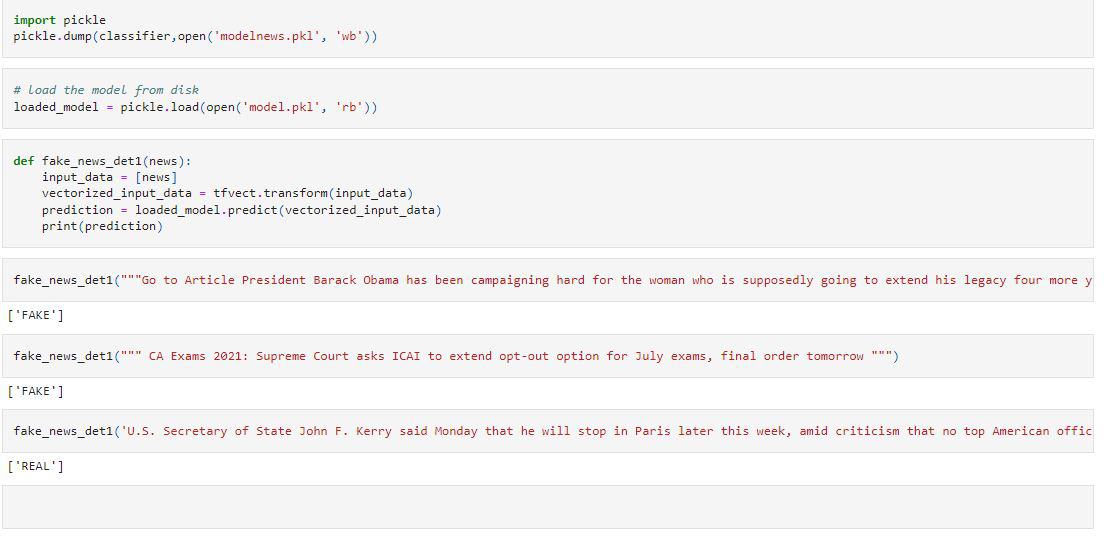 import pickle
pickle.dump(classifier,open('modelnews.pkl', 'wb'))
# load the model from disk
loaded_model = pickle.load(open('model.pkl', 'rb'))
def fake_news_det1(news):
    input_data = [news]
    vectorized_input_data = tfvect.transform(input_data)
    prediction = loaded_model.predict(vectorized_input_data)
    print(prediction)
fake_news_det1("""Go to Article President Barack Obama has been campaigning hard for the woman who is supposedly going to extend his legacy four more y
['FAKE']
fake_news_det1(""" CA Exams 2021: Supreme Court asks ICAI to extend opt-out option for July exams, final order tomorrow """)
['FAKE']
fake_news_det1('U.S. Secretary of State John F. Kerry said Monday that he will stop in Paris later this week, amid criticism that no top American offic
['REAL']